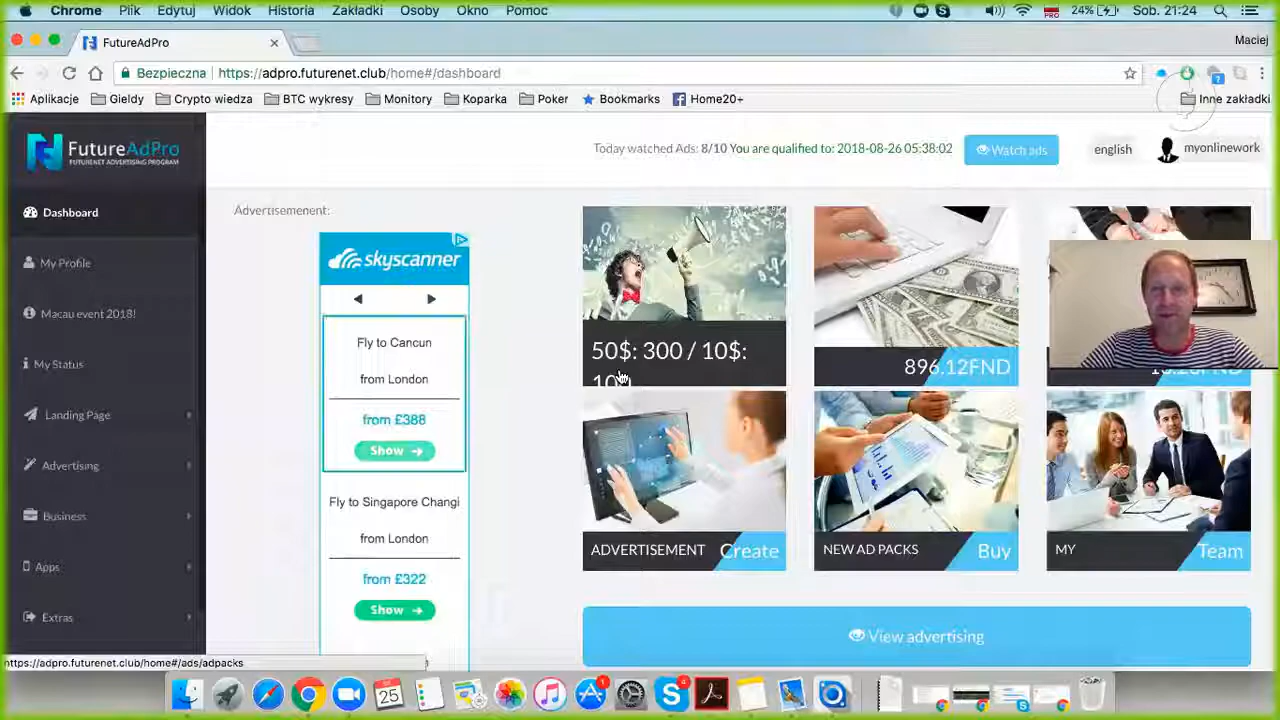 Chrome Plik Edytuj Widok Historia Zakładki Osoby Okno Pomoc 24% Sob. 21:24
FutureAdPro Maciej
Bezpieczna https://adpro.futurenet.club/home#/dashboard
Aplikacje Gieldy Crypto wiedza BTC wykresy Monitory Koparka Poker Bookmarks Home20+ Inne zakładki
FutureAdPro
FUTURENET ADVERTISING PROGRAM
Today watched Ads: 8/10 You are qualified to: 2018-08-26 05:38:02 Watch ads english myonlinework
Dashboard
My Profile
Macau event 2018!
My Status
Landing Page
Advertising
Business
Apps
Extras
Advertisemenent:
skyscanner
Fly to Cancun
from London
from £388
Show
Fly to Singapore Changi
from London
from £322
Show
50$: 300 / 10$:
896.12FND
ADVERTISEMENT Create
NEW AD PACKS Buy
MY Team
View advertising
https://adpro.futurenet.club/home#/ads/adpacks
25